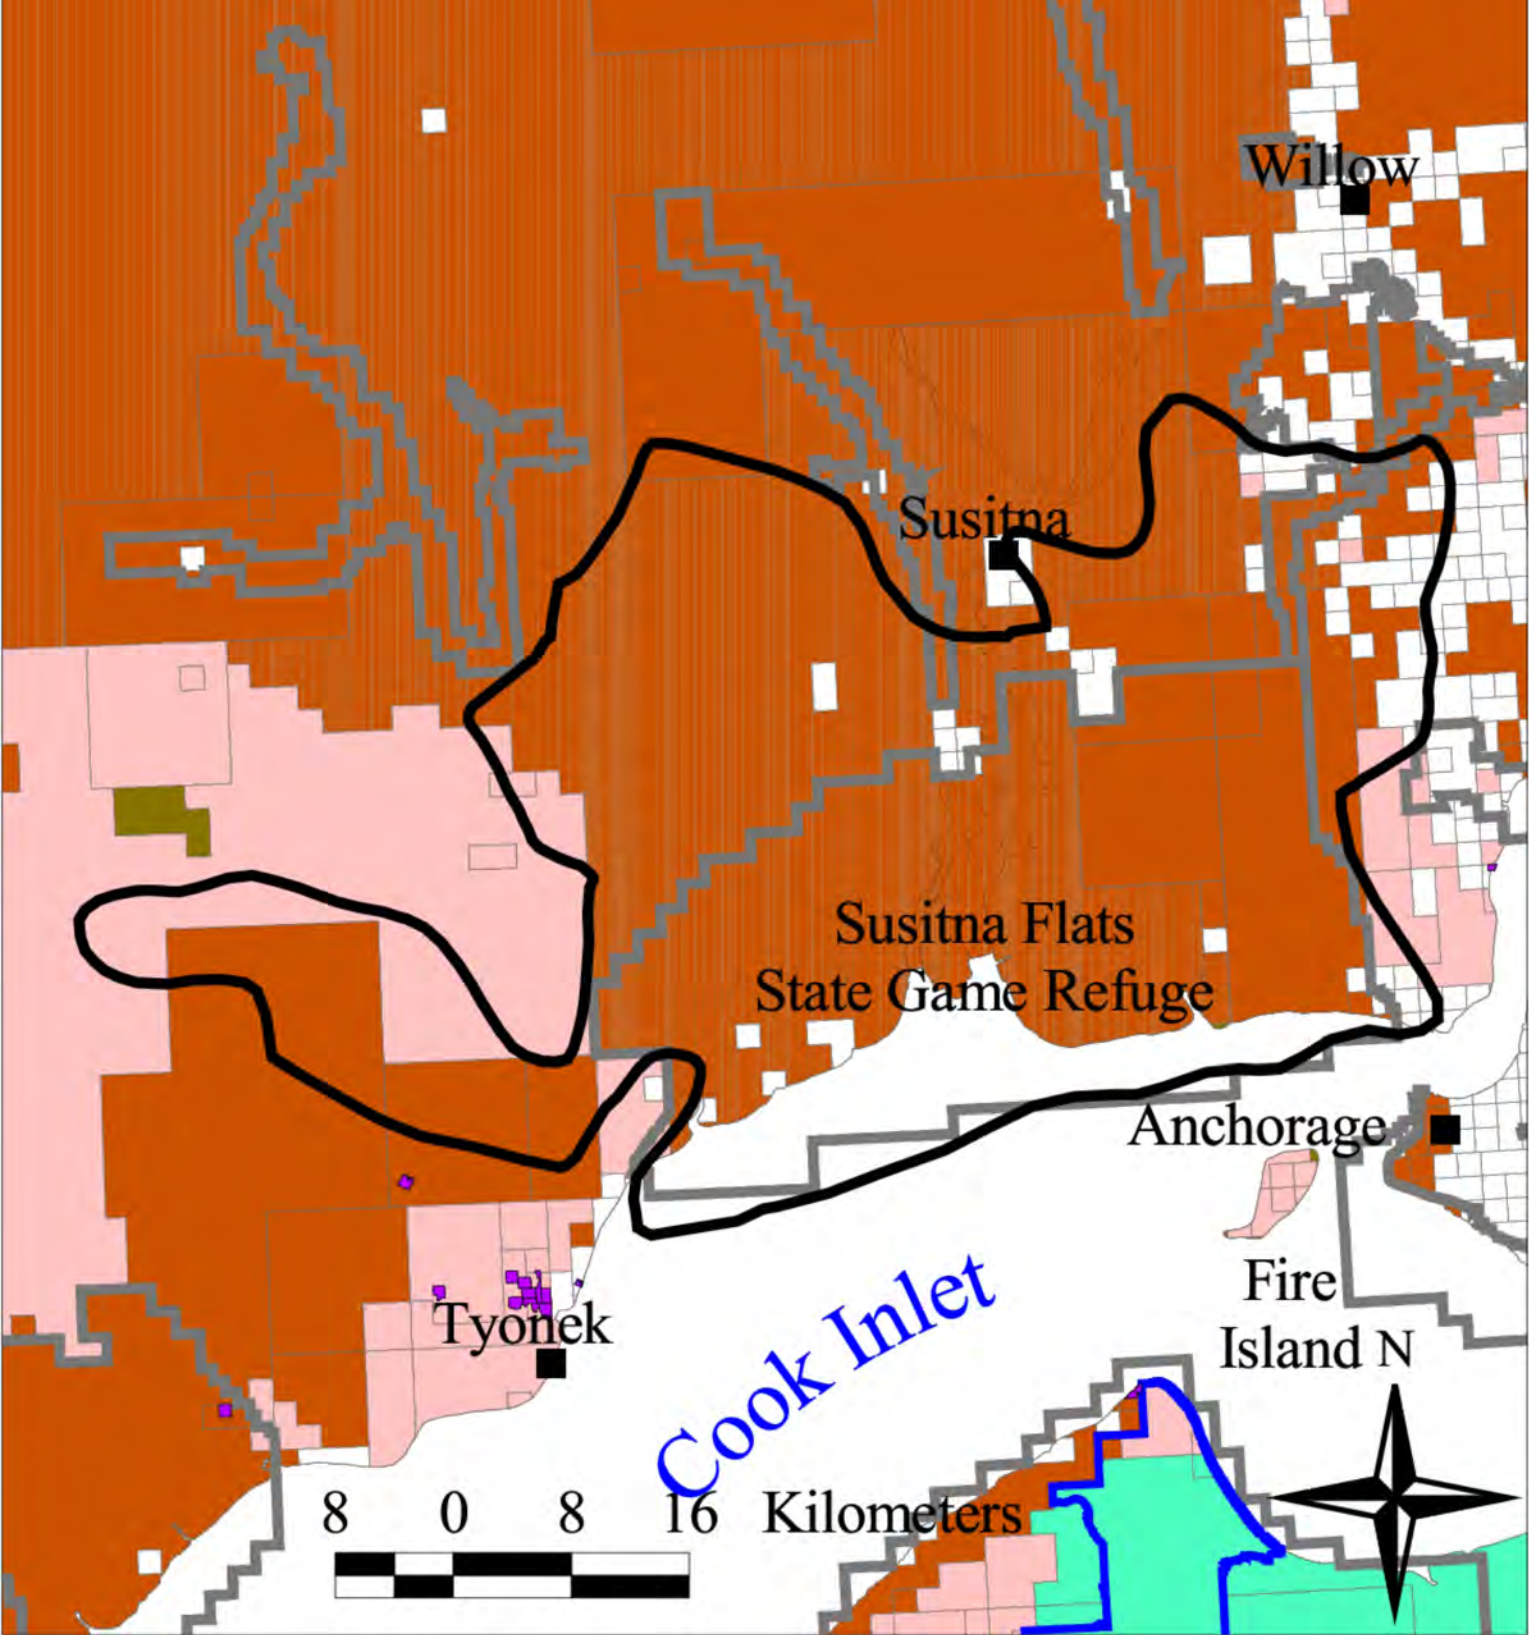 Willow
Susitna
Susitna Flats
State Game Refuge
Anchorage
Fire
Island N
Tyonek
Cook Inlet
8 0 8 16 Kilometers